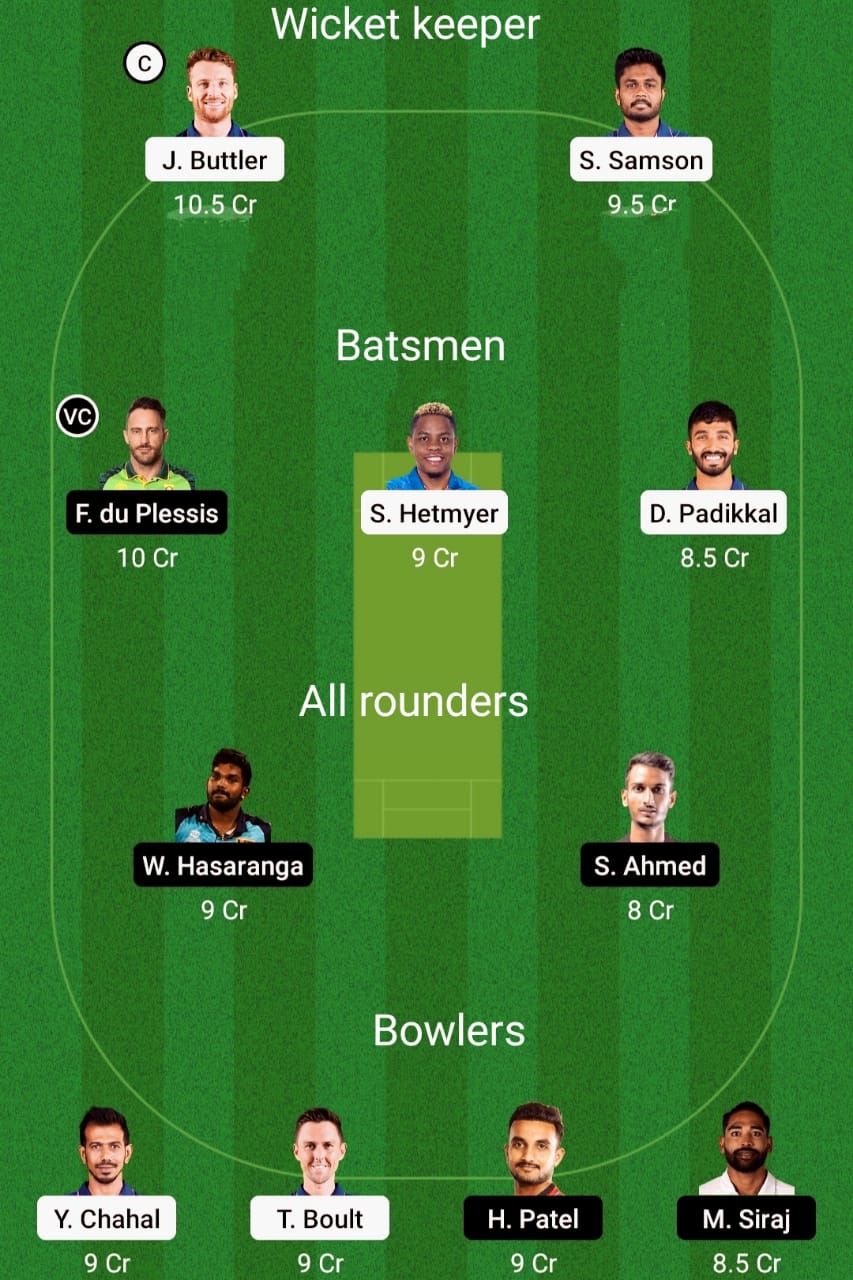 Wicket keeper
C
J. Buttler
S. Samson
10.5 Cr
9.5 Cr
Batsmen
VC
F. du Plessis
S. Hetmyer
D. Padikkal
10 Cr
9 Cr
8.5 Cr
All rounders
W. Hasaranga
S. Ahmed
9 Cr
8 Cr
Bowlers
Y. Chahal
T. Boult
H. Patel
M. Siraj
9 Cr
9 Cr
9 Cr
8.5 Cr